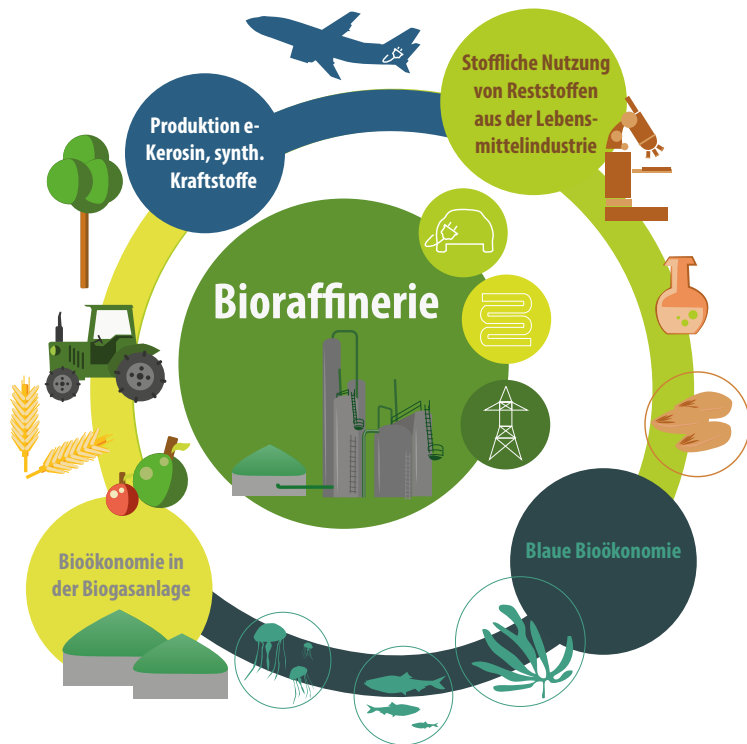 Stoffliche Nutzung
von Reststoffen
aus der Lebens-
mittelindustrie
Produktion e-
Kerosin, synth.
Kraftstoffe
Bioraffinerie
Blaue Bioökonomie
Bioökonomie in
der Biogasanlage